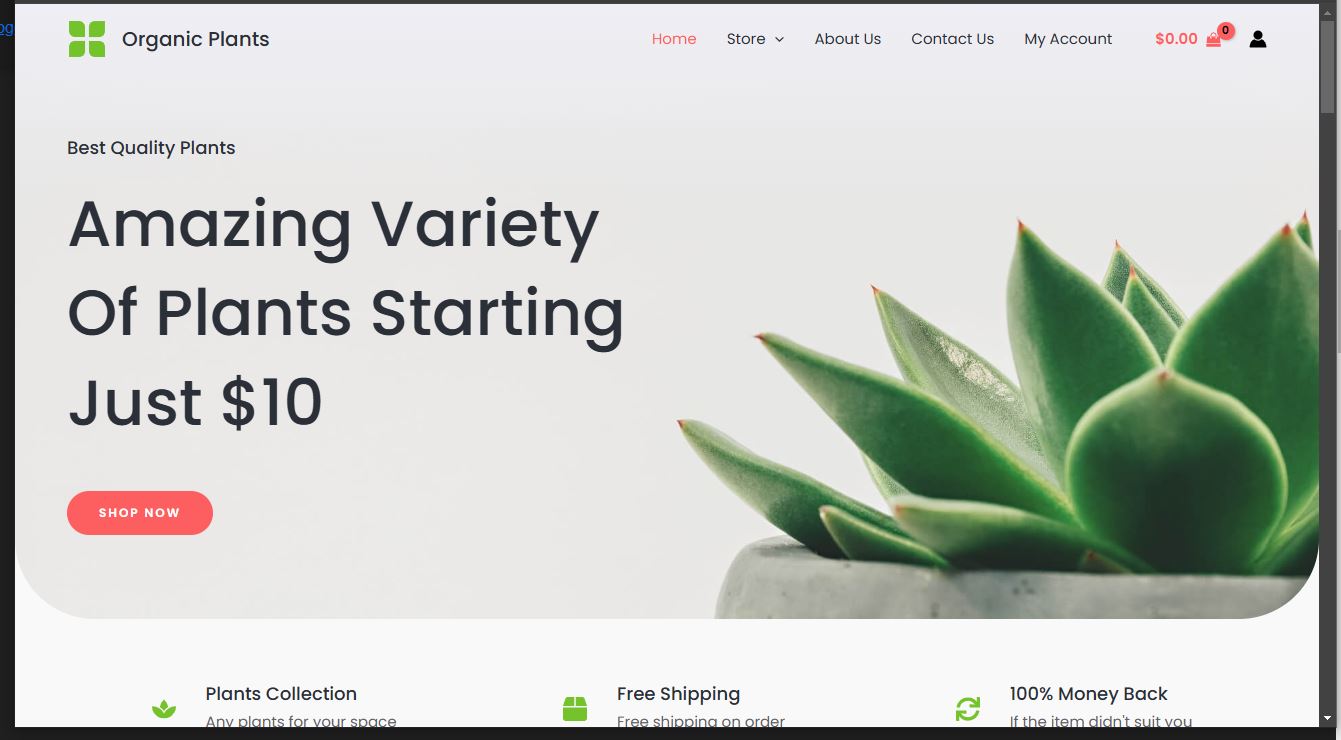 Organic Plants
Home Store About Us Contact Us My Account $0.00 0
Best Quality Plants
Amazing Variety
Of Plants Starting
Just $10
SHOP NOW
Plants Collection
Any plants for your space
Free Shipping
Free shipping on order
100% Money Back
If the item didn't suit you